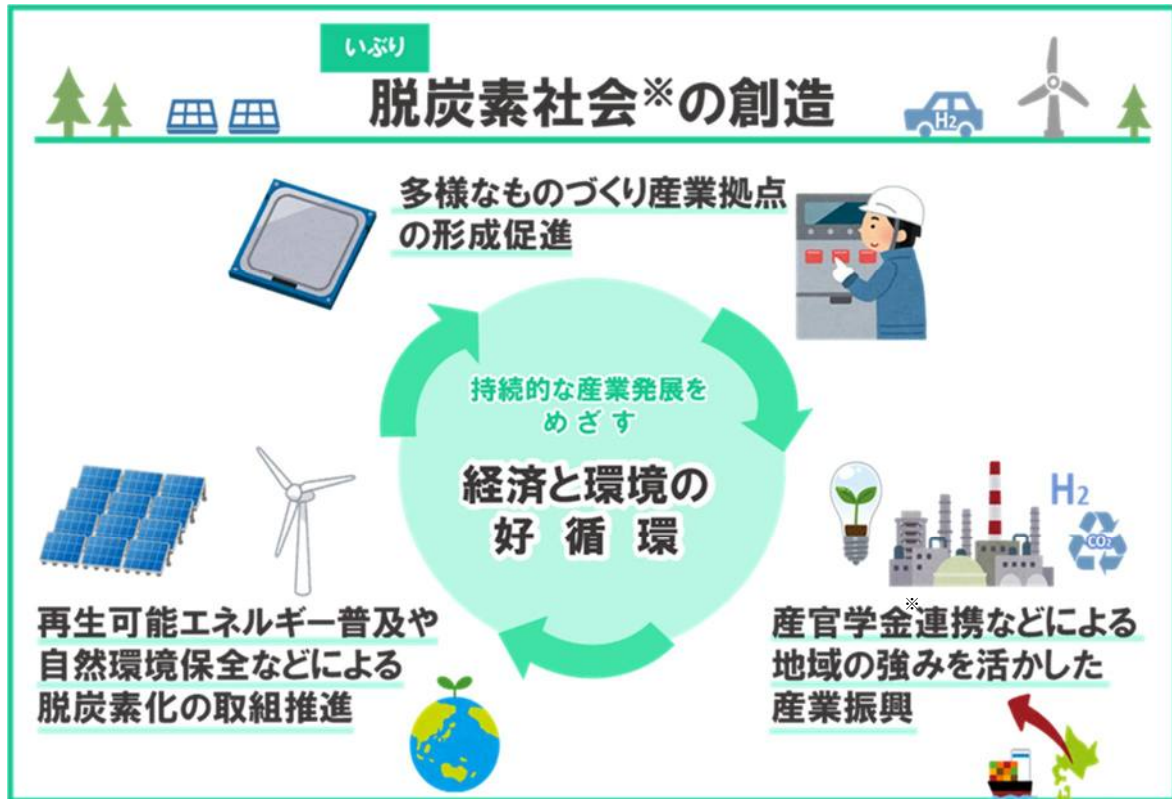 いぶり
脱炭素社会※の創造
H2
多様なものづくり産業拠点
の形成促進
持続的な産業発展を
めざす
経済と環境の
好循環
H2
CO2
再生可能エネルギー普及や
自然環境保全などによる
脱炭素化の取組推進
※
産官学金連携などによる
地域の強みを活かした
産業振興